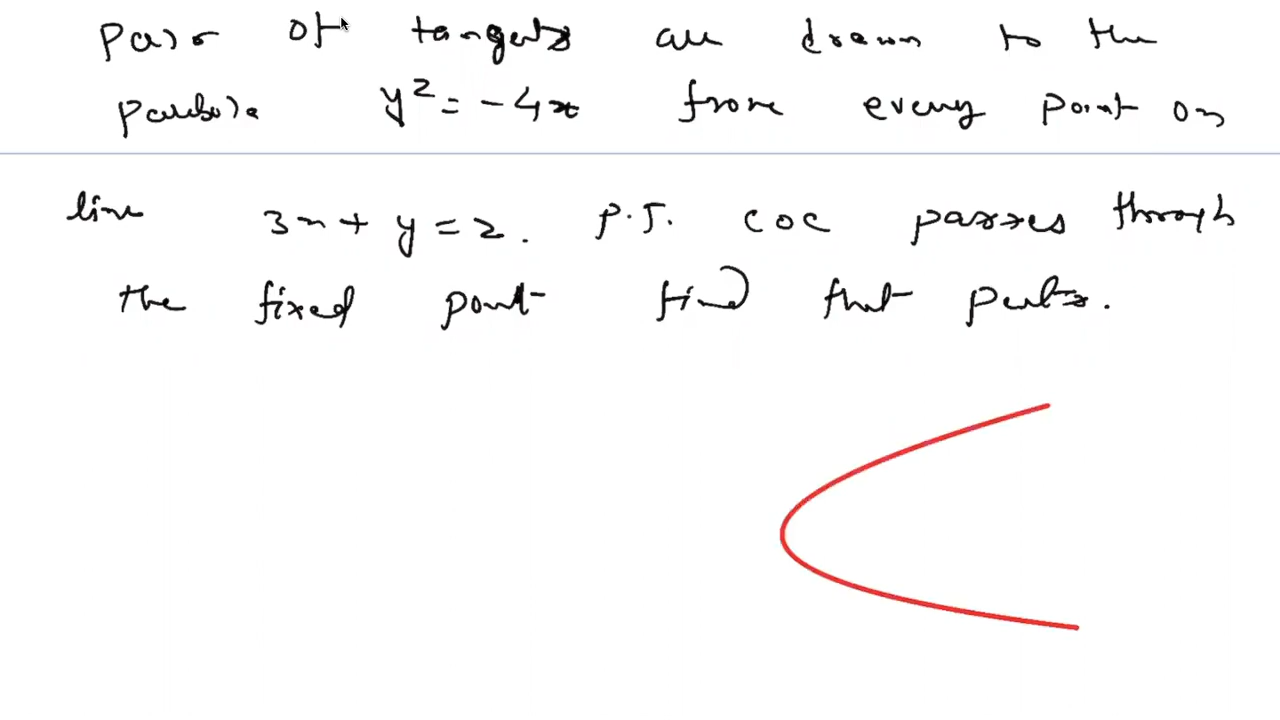 Pair of tangents are drawn to the
parabola y² = -4x from every point on
line 3x + y = 2. P.T. COC passes through
the fixed point find that point.